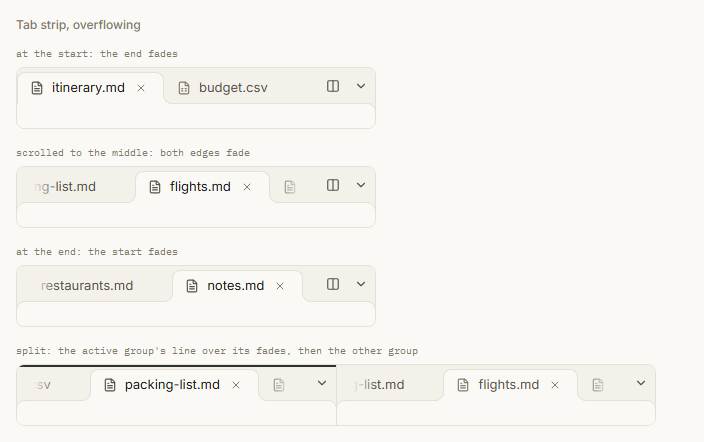 Tab strip, overflowing
at the start: the end fades
itinerary.md budget.csv
scrolled to the middle: both edges fade
ng-list.md flights.md
at the end: the start fades
restaurants.md notes.md
split: the active group's line over its fades, then the other group
sv packing-list.md -list.md flights.md